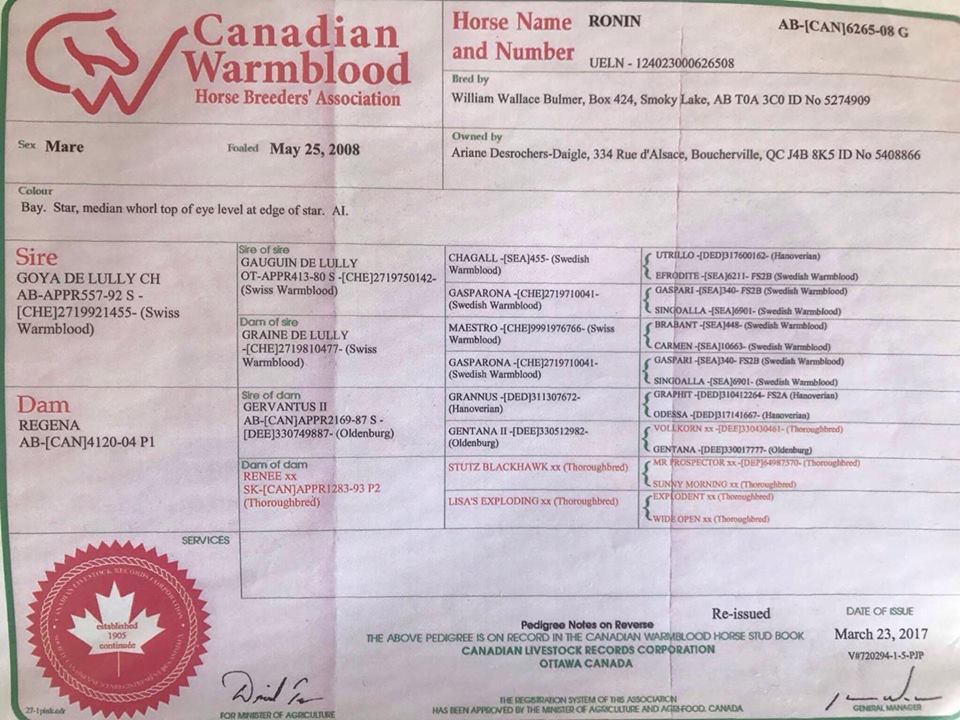 Canadian
Warmblood
Horse Breeders' Association
Horse Name
and Number
RONIN
AB-[CAN]6265-08 G
UELN - 124023000626508
Bred by
William Wallace Bulmer, Box 424, Smoky Lake, AB T0A 3C0 ID No 5274909
Sex Mare
Foaled May 25, 2008
Owned by
Ariane Desrochers-Daigle, 334 Rue d'Alsace, Boucherville, QC J4B 8K5 ID No 5408866
Colour
Bay. Star, median whorl top of eye level at edge of star. AI.
Sire
GOYA DE LULLY CH
AB-APPR557-92 S -
[CHE]2719921455- (Swiss
Warmblood)
Dam
REGENA
AB-[CAN]4120-04 P1
Sire of sire
GAUGUIN DE LULLY
OT-APPR413-80 S -[CHE]2719750142-
(Swiss Warmblood)
Dam of sire
GRAINE DE LULLY
-[CHE]2719810477- (Swiss
Warmblood)
Sire of dam
GERVANTUS II
AB-[CAN]APPR2169-87 S -
[DEE]330749887- (Oldenburg)
Dam of dam
RENEE xx
SK-[CAN]APPR1283-93 P2
(Thoroughbred)
CHAGALL -[SEA]455- (Swedish
Warmblood)
GASPARONA -[CHE]2719710041-
(Swedish Warmblood)
MAESTRO -[CHE]9991976766- (Swiss
Warmblood)
GASPARONA -[CHE]2719710041-
(Swedish Warmblood)
GRANNUS -[DED]311307672-
(Hanoverian)
GENTANA II -[DEE]330512982-
(Oldenburg)
STUTZ BLACKHAWK xx (Thoroughbred)
LISA'S EXPLODING xx (Thoroughbred)
UTRILLO -[DED]317600162- (Hanoverian)
EFRODITE -[SEA]6211- FS2B (Swedish Warmblood)
GASPARI -[SEA]340- FS2B (Swedish Warmblood)
SINGOALLA -[SEA]6901- (Swedish Warmblood)
BRABANT -[SEA]448- (Swedish Warmblood)
CARMEN -[SEA]10663- (Swedish Warmblood)
GASPARI -[SEA]340- FS2B (Swedish Warmblood)
SINGOALLA -[SEA]6901- (Swedish Warmblood)
GRAPHIT -[DED]310412264- FS2A (Hanoverian)
ODESSA -[DED]317141667- (Hanoverian)
VOLLKORN xx -[DEE]330430461- (Thoroughbred)
GENTANA -[DEE]330017777- (Oldenburg)
MR PROSPECTOR xx -[DEP]64987570- (Thoroughbred)
SUNNY MORNING xx (Thoroughbred)
EXPLODENT xx (Thoroughbred)
WIDE OPEN xx (Thoroughbred)
SERVICES
CANADIAN LIVESTOCK RECORDS CORPORATION
established
1905
continuée
Pedigree Notes on Reverse
THE ABOVE PEDIGREE IS ON RECORD IN THE CANADIAN WARMBLOOD HORSE STUD BOOK
CANADIAN LIVESTOCK RECORDS CORPORATION
OTTAWA CANADA
Re-issued
DATE OF ISSUE
March 23, 2017
V#720294-1-5-PJP
FOR MINISTER OF AGRICULTURE
THE REGISTRATION SYSTEM OF THIS ASSOCIATION
HAS BEEN APPROVED BY THE MINISTER OF AGRICULTURE AND AGRI-FOOD, CANADA
GENERAL MANAGER
27-1pink.cdr